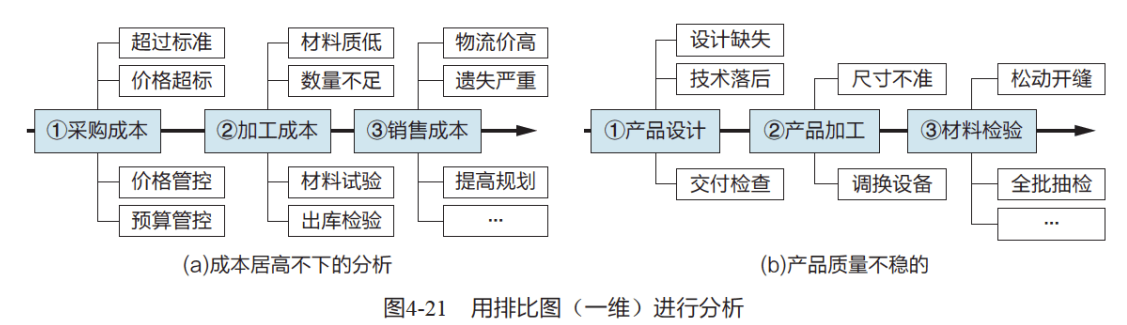 超过标准
价格超标
①采购成本
价格管控
预算管控
材料质低
数量不足
②加工成本
材料试验
出库检验
物流价高
遗失严重
③销售成本
提高规划
…
(a)成本居高不下的分析
设计缺失
技术落后
①产品设计
交付检查
尺寸不准
②产品加工
调换设备
松动开缝
③材料检验
全批抽检
…
(b)产品质量不稳的
图4-21 用排比图（一维）进行分析